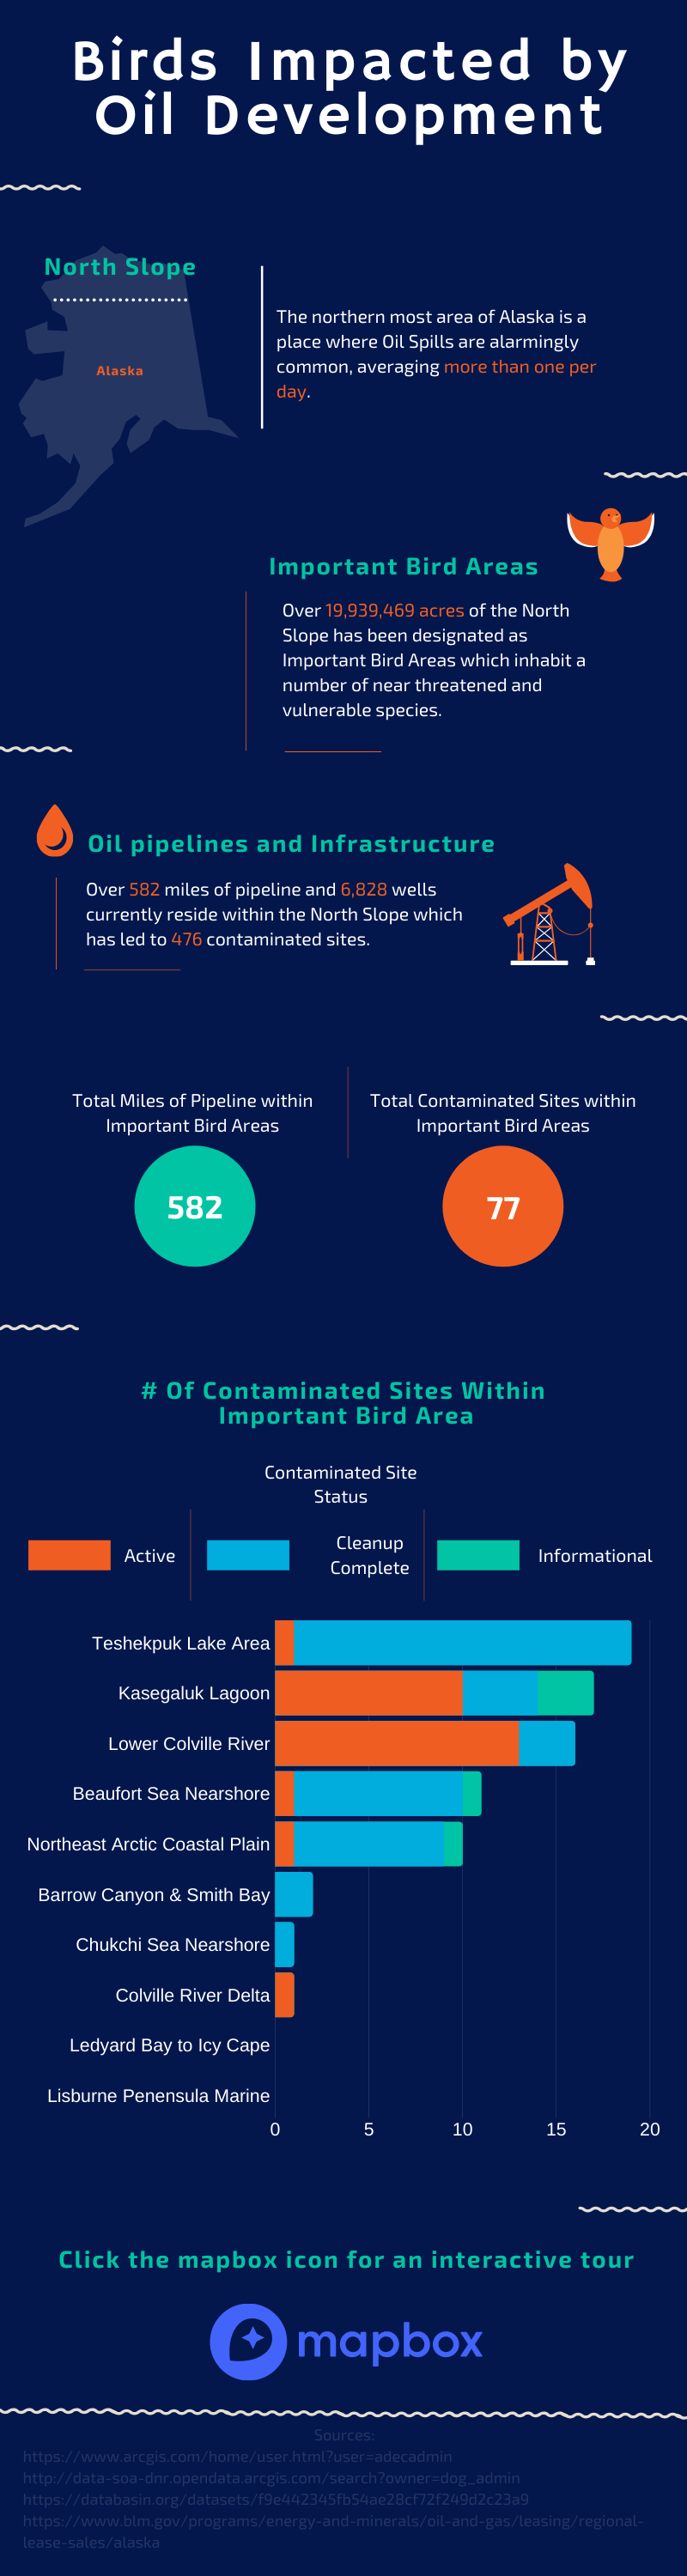 Birds Impacted by
Oil Development
North Slope
Alaska
The northern most area of Alaska is a
place where Oil Spills are alarmingly
common, averaging more than one per
day.
Important Bird Areas
Over 19,939,469 acres of the North
Slope has been designated as
Important Bird Areas which inhabit a
number of near threatened and
vulnerable species.
Oil pipelines and Infrastructure
Over 582 miles of pipeline and 6,828 wells
currently reside within the North Slope which
has led to 476 contaminated sites.
Total Miles of Pipeline within
Important Bird Areas
582
Total Contaminated Sites within
Important Bird Areas
77
# Of Contaminated Sites Within
Important Bird Area
Contaminated Site
Status
Active
Cleanup
Complete
Informational
Teshekpuk Lake Area
Kasegaluk Lagoon
Lower Colville River
Beaufort Sea Nearshore
Northeast Arctic Coastal Plain
Barrow Canyon & Smith Bay
Chukchi Sea Nearshore
Colville River Delta
Ledyard Bay to Icy Cape
Lisburne Penensula Marine
0 5 10 15 20
Click the mapbox icon for an interactive tour
mapbox
Sources:
https://www.arcgis.com/home/user.html?user=adecadmin
http://data-soa-dnr.opendata.arcgis.com/search?owner=dog_admin
https://databasin.org/datasets/f9e442345fb54ae28cf72f249d2c23a9
https://www.blm.gov/programs/energy-and-minerals/oil-and-gas/leasing/regional-
lease-sales/alaska